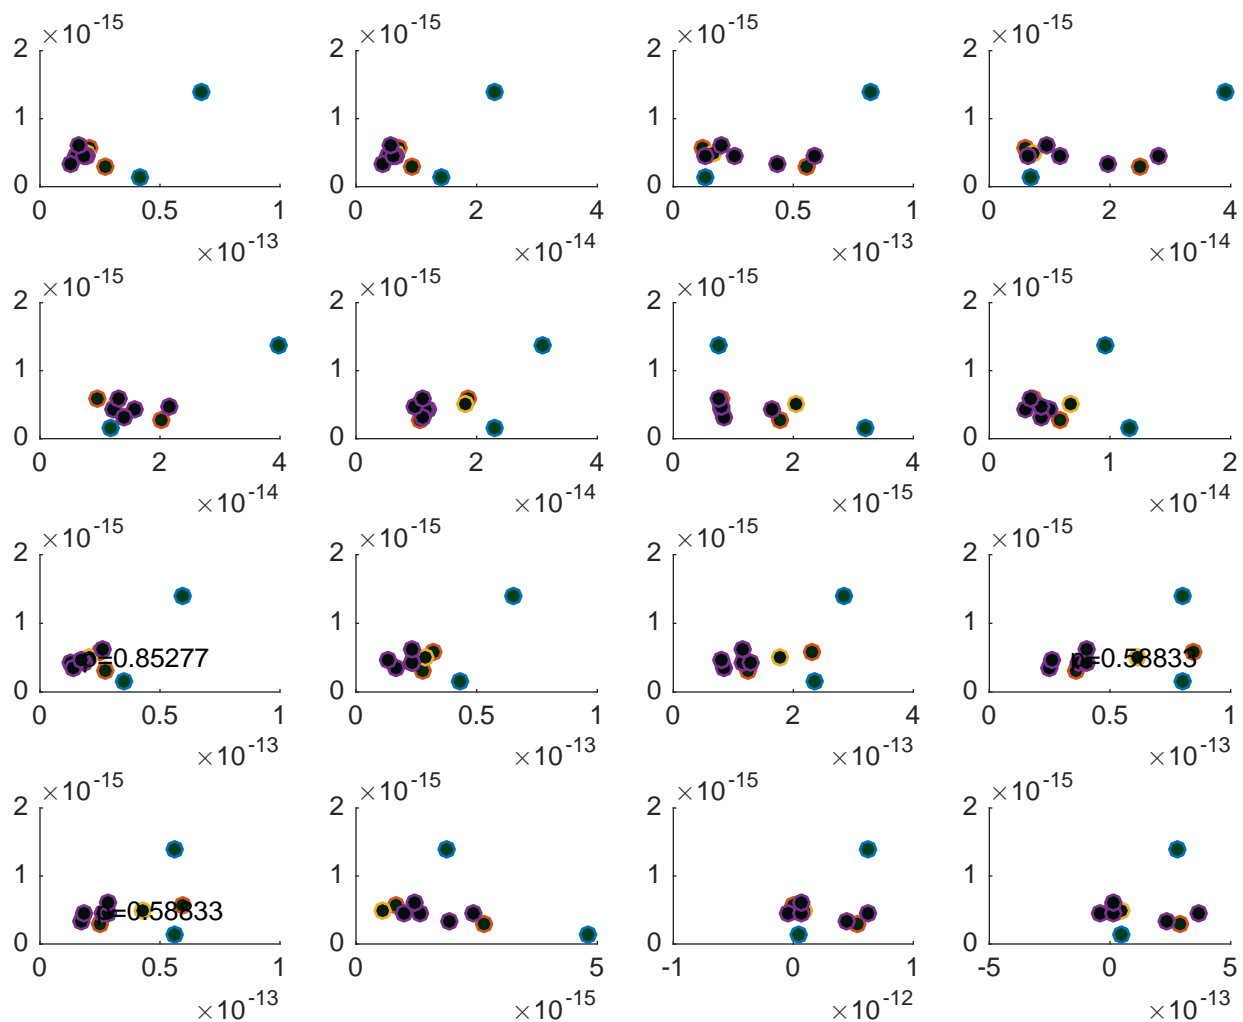 ×10-15 ×10-15 ×10-15 ×10-15
2 2 2 2
1 1 1 1
0 0 0 0
0 0.5 1 0 2 4 0 0.5 1 0 2 4
×10-13 ×10-14 ×10-13 ×10-14
×10-15 ×10-15 ×10-15 ×10-15
2 2 2 2
1 1 1 1
0 0 0 0
0 2 4 0 2 4 0 2 4 0 1 2
×10-14 ×10-14 ×10-15 ×10-14
×10-15 ×10-15 ×10-15 ×10-15
2 2 2 2
1 1 1 1
p=0.85277 p=0.58833
0 0 0 0
0 0.5 1 0 1 0 2 4 0 0.5 1
×10-13 ×10-13 ×10-13 ×10-13
×10-15 ×10-15 ×10-15 ×10-15
2 2 2 2
1 1 1 1
p=0.58833
0 0 0 0
0 0.5 1 0 5 -1 0 1 -5 0 5
×10-13 ×10-15 ×10-12 ×10-13